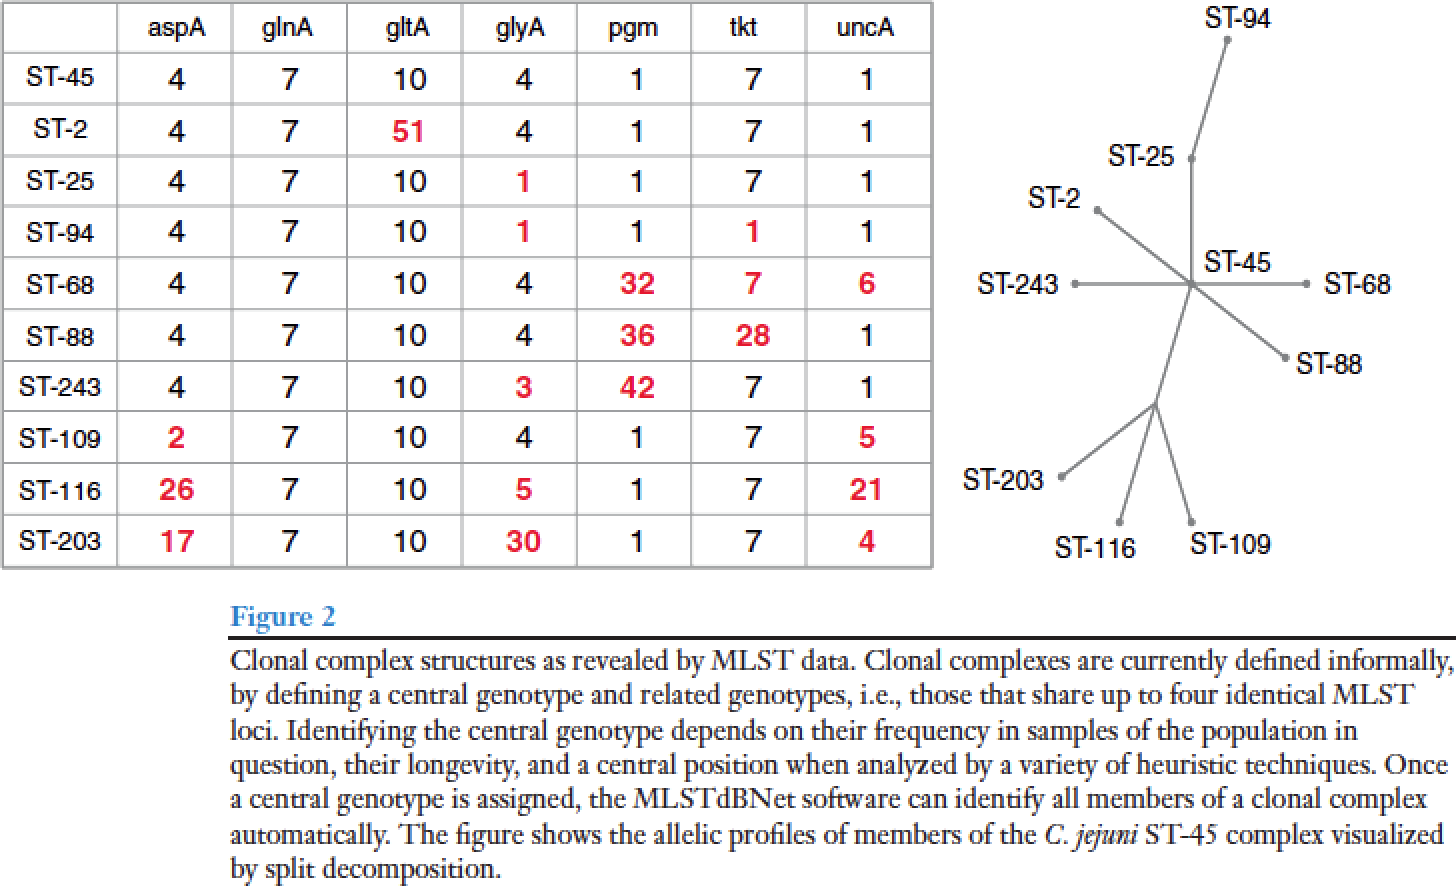 aspA glnA gltA glyA pgm tkt uncA
ST-45 4 7 10 4 1 7 1
ST-2 4 7 51 4 1 7 1
ST-25 4 7 10 1 1 7 1
ST-94 4 7 10 1 1 1 1
ST-68 4 7 10 4 32 7 6
ST-88 4 7 10 4 36 28 1
ST-243 4 7 10 3 42 7 1
ST-109 2 7 10 4 1 7 5
ST-116 26 7 10 5 1 7 21
ST-203 17 7 10 30 1 7 4
ST-94
ST-25
ST-2
ST-45
ST-243
ST-68
ST-88
ST-203
ST-116
ST-109
Figure 2
Clonal complex structures as revealed by MLST data. Clonal complexes are currently defined informally,
by defining a central genotype and related genotypes, i.e., those that share up to four identical MLST
loci. Identifying the central genotype depends on their frequency in samples of the population in
question, their longevity, and a central position when analyzed by a variety of heuristic techniques. Once
a central genotype is assigned, the MLSTdBNet software can identify all members of a clonal complex
automatically. The figure shows the allelic profiles of members of the C. jejuni ST-45 complex visualized
by split decomposition.